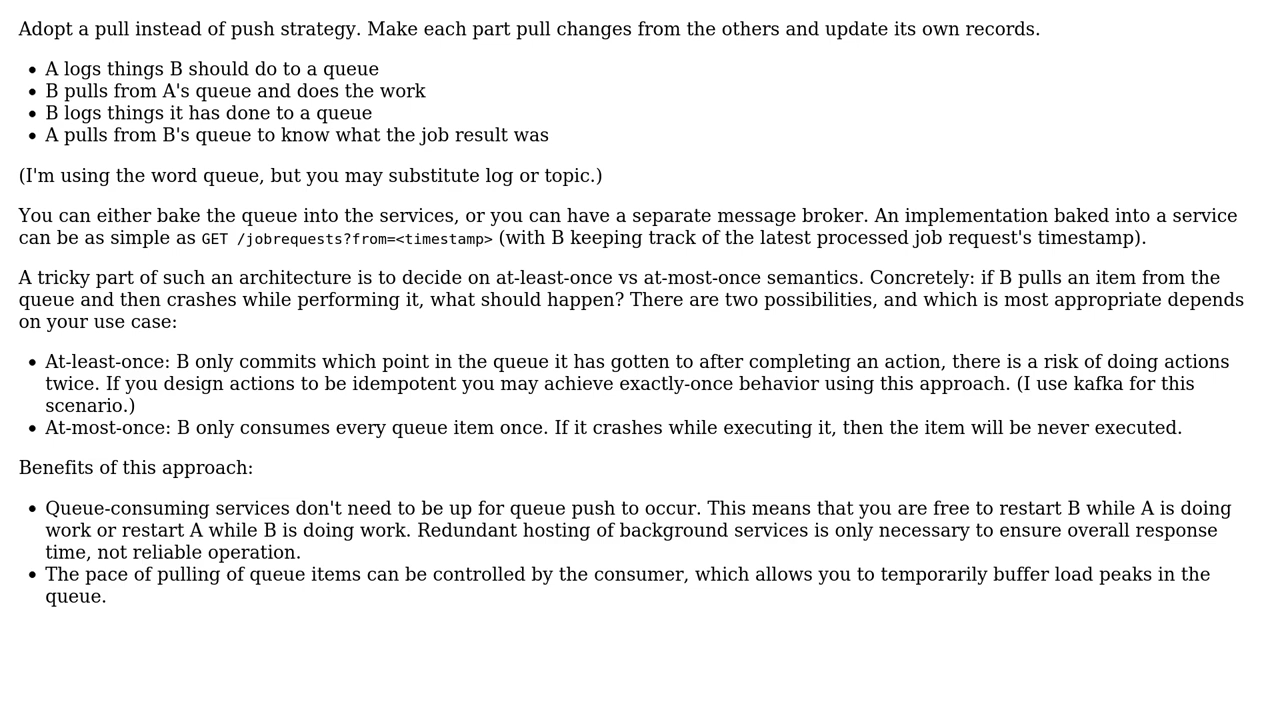 Adopt a pull instead of push strategy. Make each part pull changes from the others and update its own records.
• A logs things B should do to a queue
• B pulls from A's queue and does the work
• B logs things it has done to a queue
• A pulls from B's queue to know what the job result was
(I'm using the word queue, but you may substitute log or topic.)
You can either bake the queue into the services, or you can have a separate message broker. An implementation baked into a service
can be as simple as GET /jobrequests?from=<timestamp> (with B keeping track of the latest processed job request's timestamp).
A tricky part of such an architecture is to decide on at-least-once vs at-most-once semantics. Concretely: if B pulls an item from the
queue and then crashes while performing it, what should happen? There are two possibilities, and which is most appropriate depends
on your use case:
• At-least-once: B only commits which point in the queue it has gotten to after completing an action, there is a risk of doing actions
twice. If you design actions to be idempotent you may achieve exactly-once behavior using this approach. (I use kafka for this
scenario.)
• At-most-once: B only consumes every queue item once. If it crashes while executing it, then the item will be never executed.
Benefits of this approach:
• Queue-consuming services don't need to be up for queue push to occur. This means that you are free to restart B while A is doing
work or restart A while B is doing work. Redundant hosting of background services is only necessary to ensure overall response
time, not reliable operation.
• The pace of pulling of queue items can be controlled by the consumer, which allows you to temporarily buffer load peaks in the
queue.